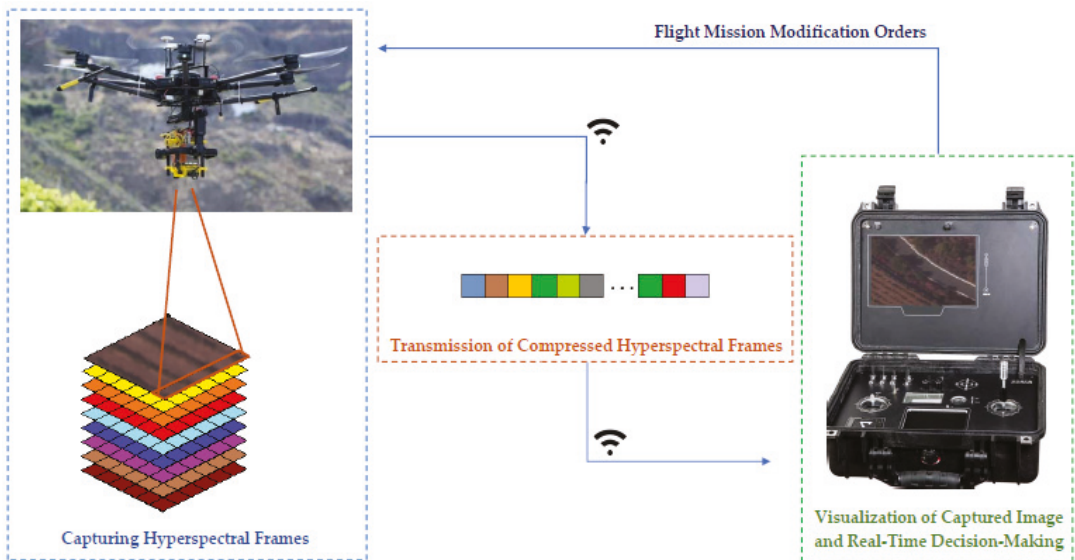 Flight Mission Modification Orders
Transmission of Compressed Hyperspectral Frames
Capturing Hyperspectral Frames
Visualization of Captured Image
and Real-Time Decision-Making